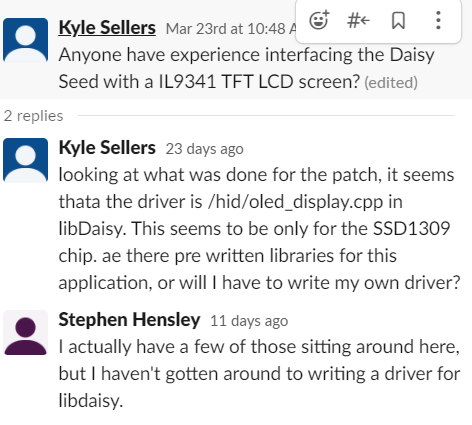 Kyle Sellers Mar 23rd at 10:48 A
Anyone have experience interfacing the Daisy
Seed with a IL9341 TFT LCD screen? (edited)
2 replies
Kyle Sellers 23 days ago
looking at what was done for the patch, it seems
thata the driver is /hid/oled_display.cpp in
libDaisy. This seems to be only for the SSD1309
chip. ae there pre written libraries for this
application, or will I have to write my own driver?
Stephen Hensley 11 days ago
I actually have a few of those sitting around here,
but I haven't gotten around to writing a driver for
libdaisy.